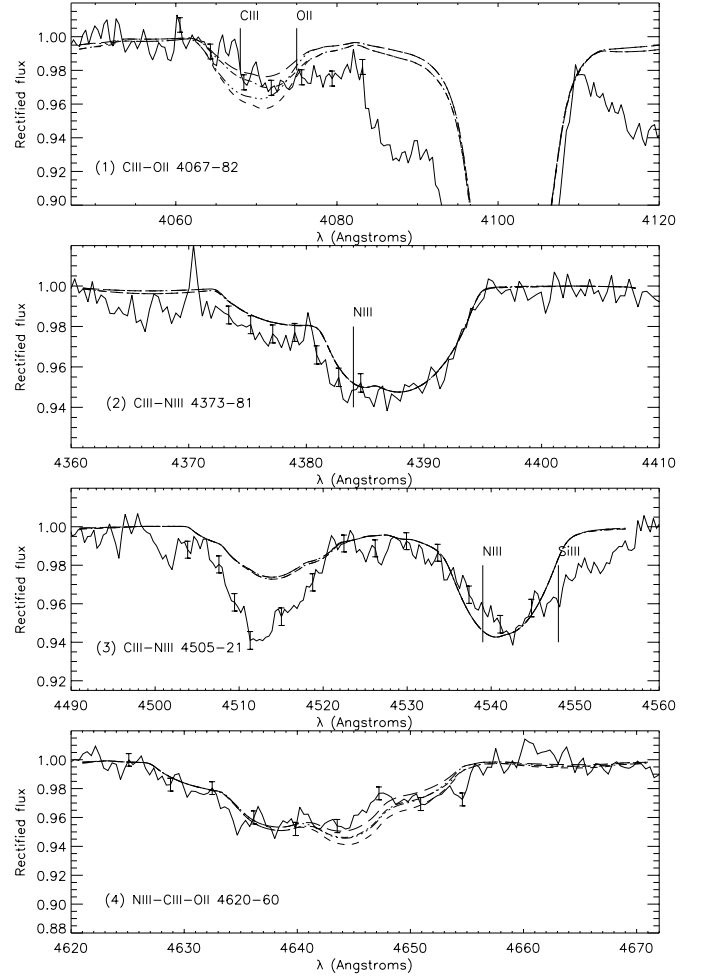 CIII OII
1.00
0.98
0.96
0.94
0.92
0.90
Rectified flux
(1) CIII−OII 4067−82
4060 4080 4100 4120
λ (Angstroms)
NIII
1.00
0.98
0.96
0.94
Rectified flux
(2) CIII−NIII 4373−81
4360 4370 4380 4390 4400 4410
λ (Angstroms)
NIII SiIII
1.00
0.98
0.96
0.94
0.92
Rectified flux
(3) CIII−NIII 4505−21
4490 4500 4510 4520 4530 4540 4550 4560
λ (Angstroms)
1.00
0.98
0.96
0.94
0.92
0.90
0.88
Rectified flux
(4) NIII−CIII−OII 4620−60
4620 4630 4640 4650 4660 4670
λ (Angstroms)